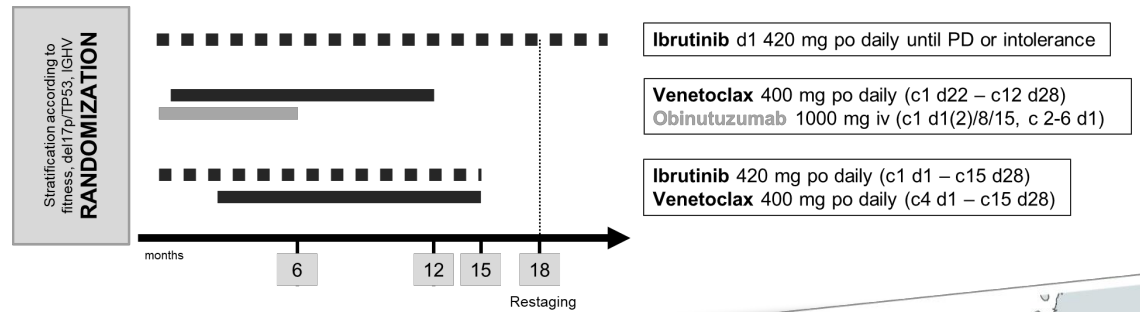 Stratification according to
fitness, del17p/TP53, IGHV
RANDOMIZATION
Ibrutinib d1 420 mg po daily until PD or intolerance
Venetoclax 400 mg po daily (c1 d22 – c12 d28)
Obinutuzumab 1000 mg iv (c1 d1(2)/8/15, c 2-6 d1)
Ibrutinib 420 mg po daily (c1 d1 – c15 d28)
Venetoclax 400 mg po daily (c4 d1 – c15 d28)
months
6
12
15
18
Restaging